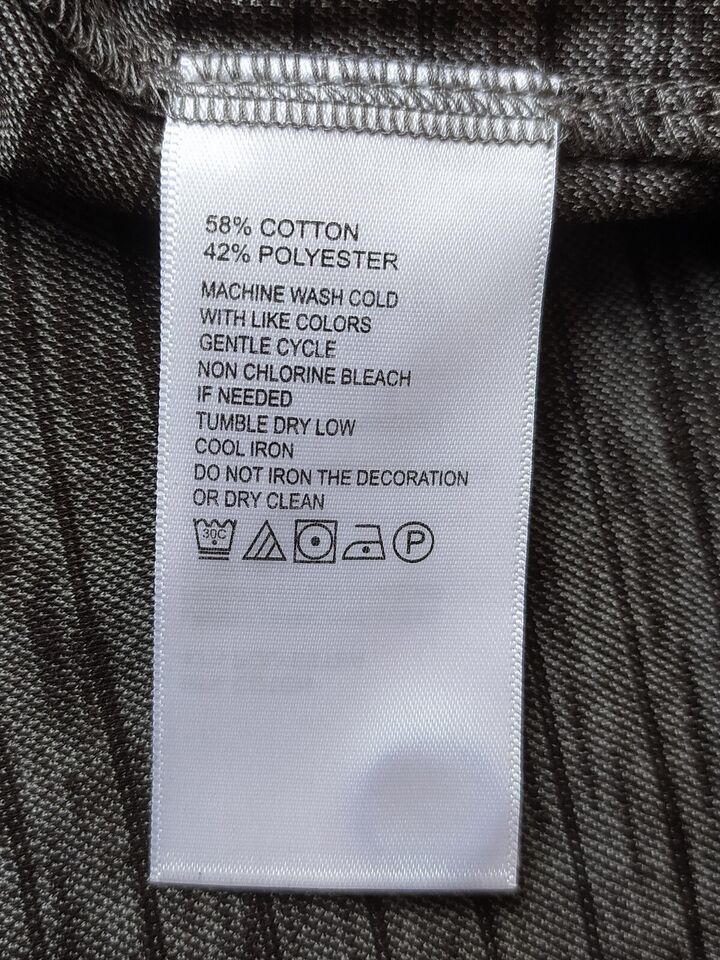 58% COTTON
42% POLYESTER
MACHINE WASH COLD
WITH LIKE COLORS
GENTLE CYCLE
NON CHLORINE BLEACH
IF NEEDED
TUMBLE DRY LOW
COOL IRON
DO NOT IRON THE DECORATION
OR DRY CLEAN
30C P